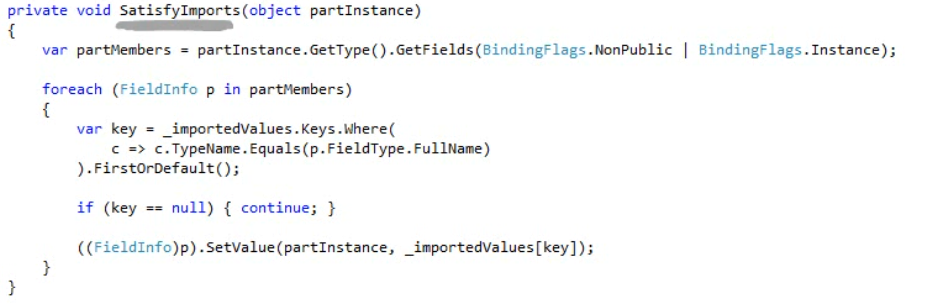 private void SatisfyImports(object partInstance)
{
var partMembers = partInstance.GetType().GetFields(BindingFlags.NonPublic | BindingFlags.Instance);
foreach (FieldInfo p in partMembers)
{
var key = _importedValues.Keys.Where(
c => c.TypeName.Equals(p.FieldType.FullName)
).FirstOrDefault();
if (key == null) { continue; }
((FieldInfo)p).SetValue(partInstance, _importedValues[key]);
}
}